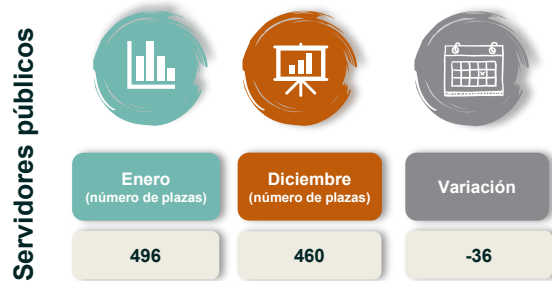 Servidores públicos
Enero
(número de plazas)
Diciembre
(número de plazas)
Variación
496
460
-36